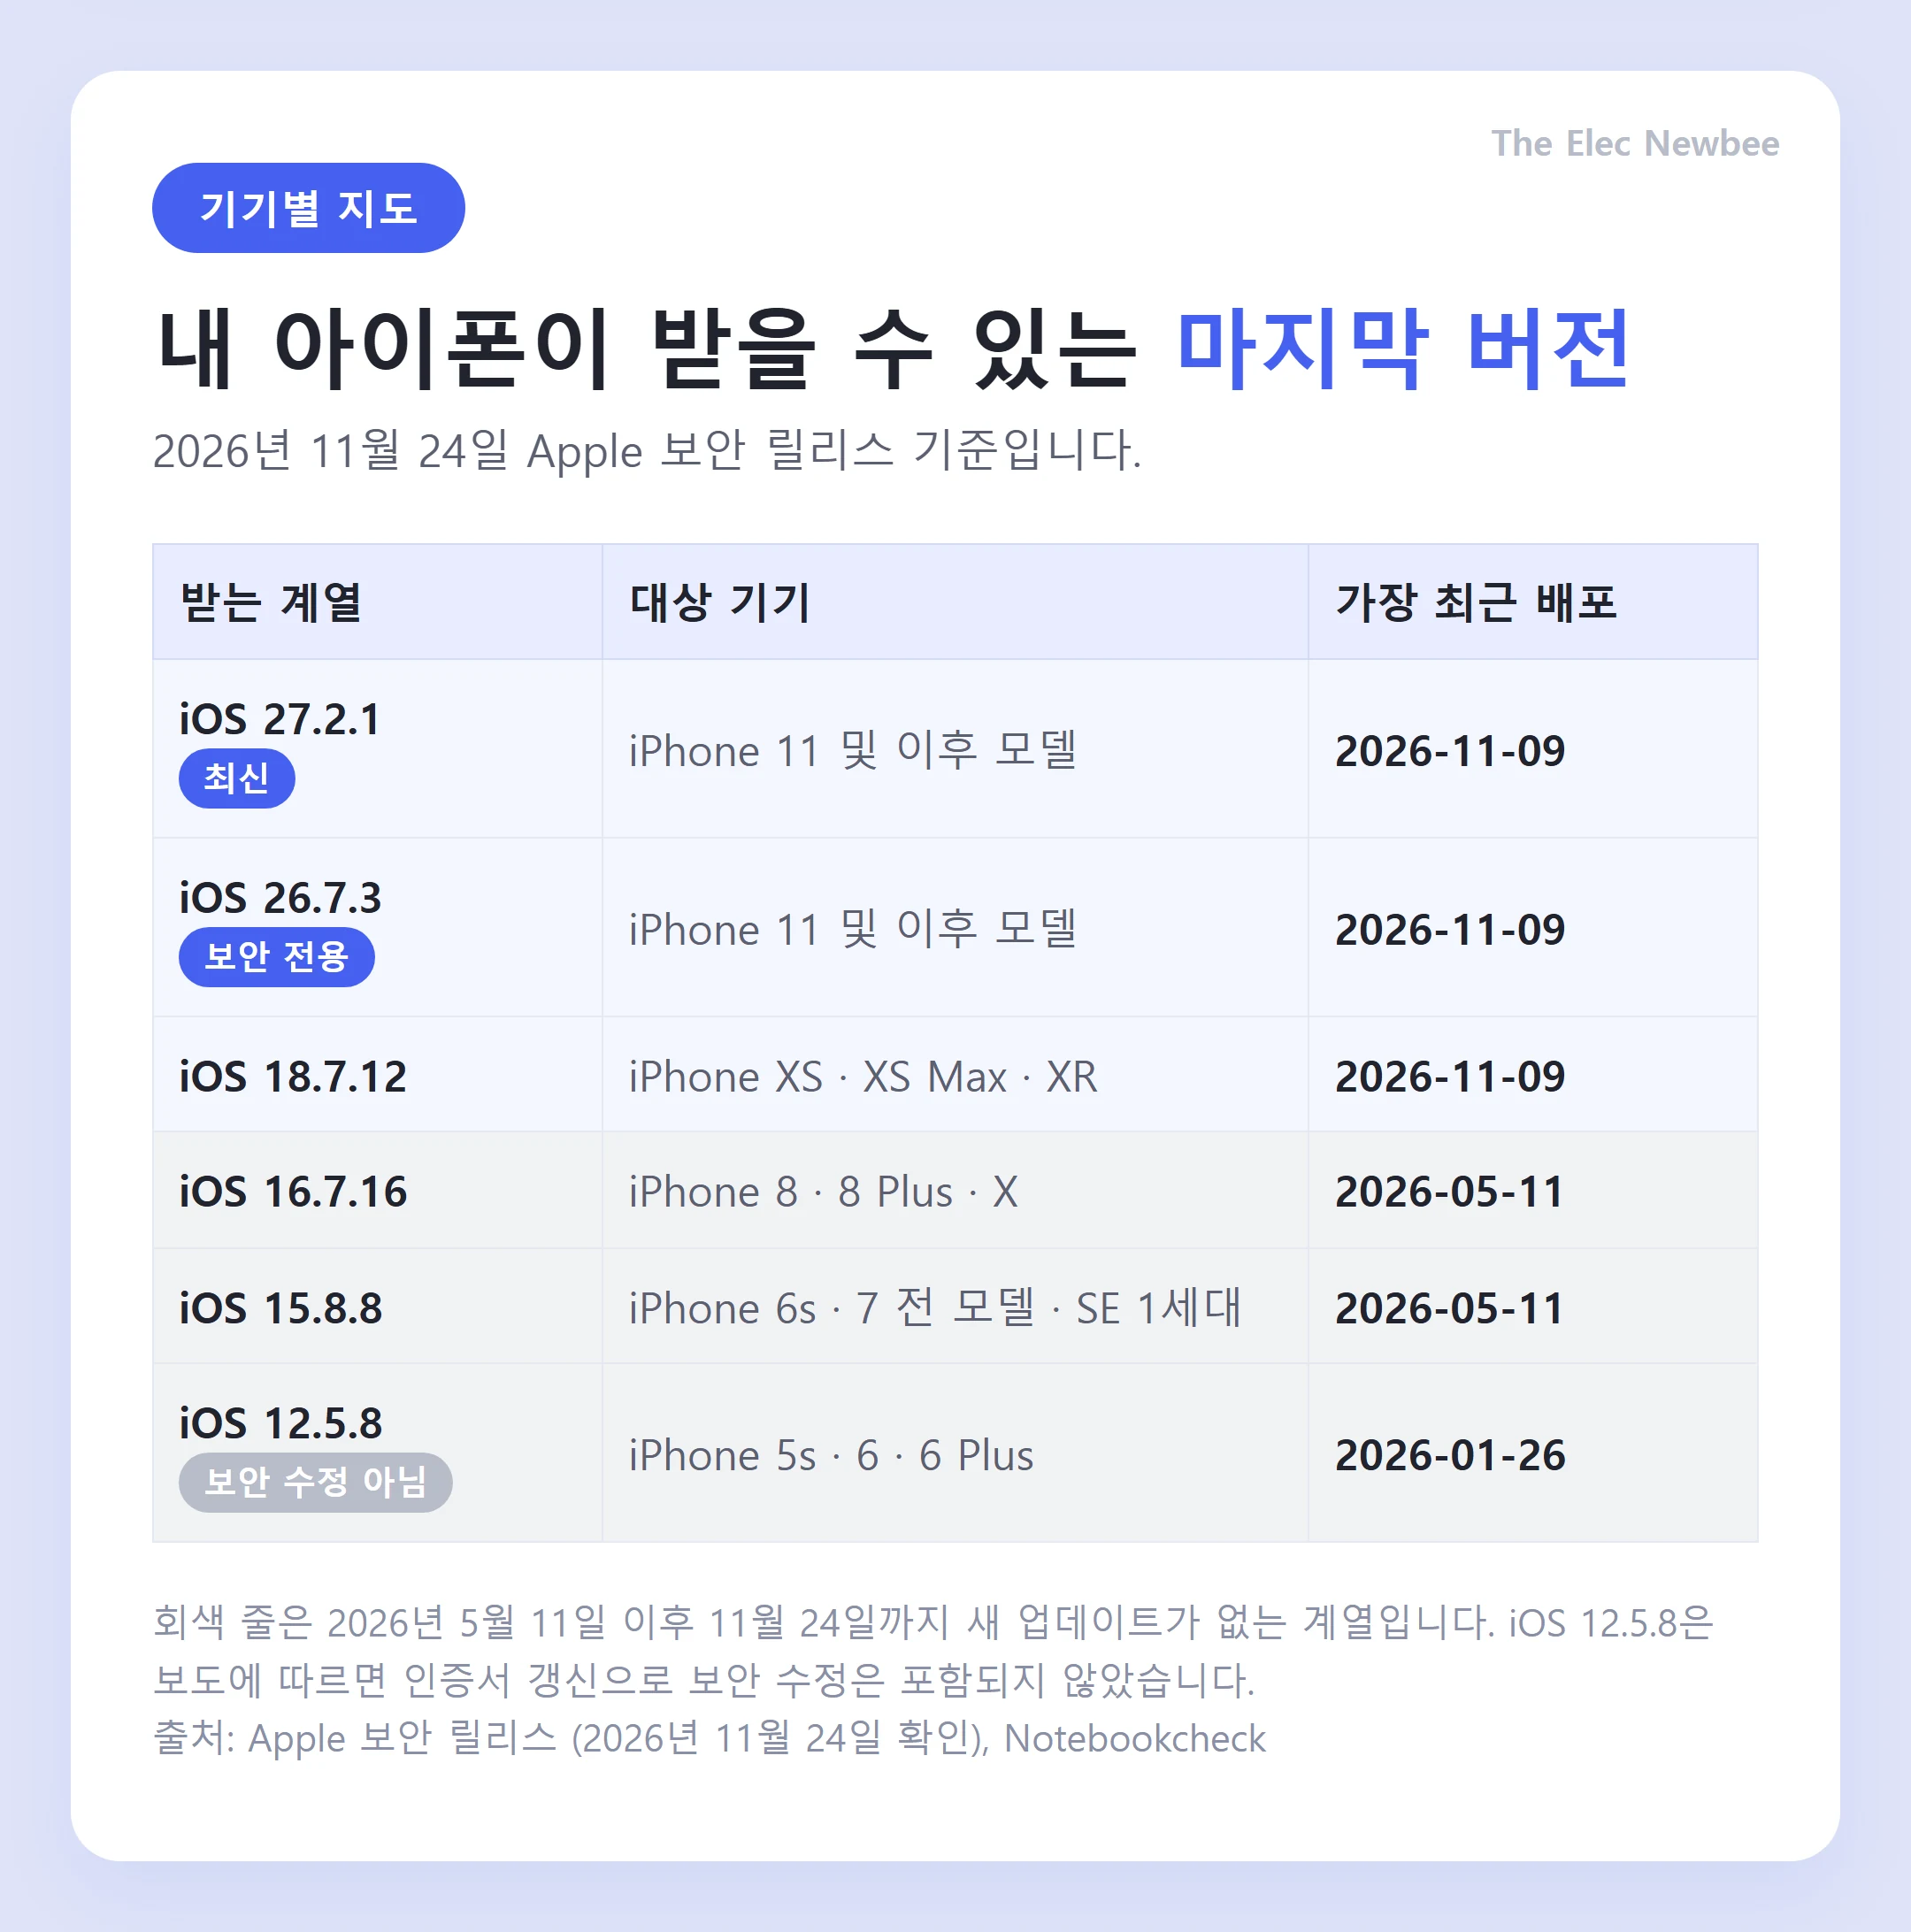 The Elec Newbee
기기별 지도
내 아이폰이 받을 수 있는 마지막 버전
2026년 11월 24일 Apple 보안 릴리스 기준입니다.
받는 계열 대상 기기 가장 최근 배포
iOS 27.2.1
최신
iPhone 11 및 이후 모델
2026-11-09
iOS 26.7.3
보안 전용
iPhone 11 및 이후 모델
2026-11-09
iOS 18.7.12 iPhone XS · XS Max · XR 2026-11-09
iOS 16.7.16 iPhone 8 · 8 Plus · X 2026-05-11
iOS 15.8.8 iPhone 6s · 7 전 모델 · SE 1세대 2026-05-11
iOS 12.5.8
보안 수정 아님
iPhone 5s · 6 · 6 Plus
2026-01-26
회색 줄은 2026년 5월 11일 이후 11월 24일까지 새 업데이트가 없는 계열입니다. iOS 12.5.8은
보도에 따르면 인증서 갱신으로 보안 수정은 포함되지 않았습니다.
출처: Apple 보안 릴리스 (2026년 11월 24일 확인), Notebookcheck